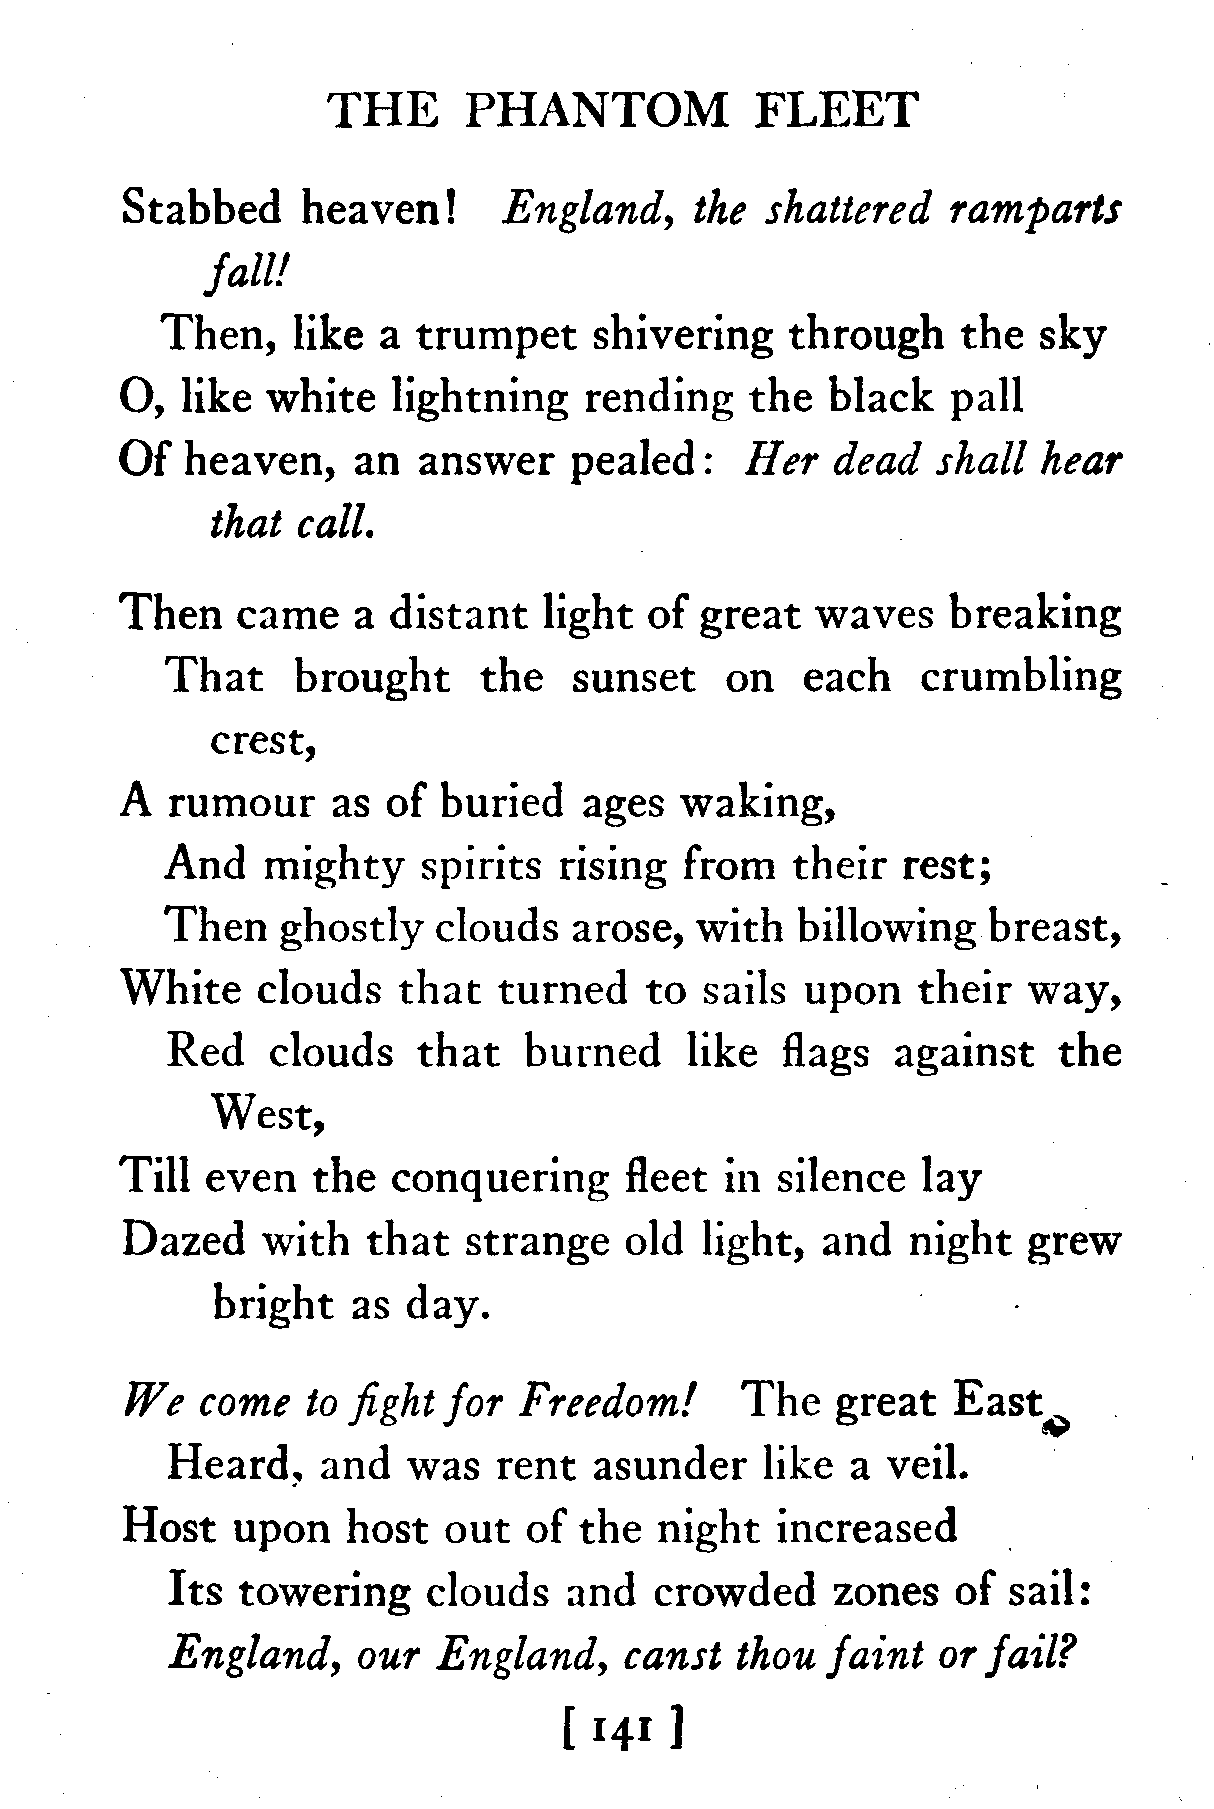 THE PHANTOM FLEET
Stabbed heaven! England, the shattered ramparts
fall!
Then, like a trumpet shivering through the sky
O, like white lightning rending the black pall
Of heaven, an answer pealed: Her dead shall hear
that call.
Then came a distant light of great waves breaking
That brought the sunset on each crumbling
crest,
A rumour as of buried ages waking,
And mighty spirits rising from their rest;
Then ghostly clouds arose, with billowing breast,
White clouds that turned to sails upon their way,
Red clouds that burned like flags against the
West,
Till even the conquering fleet in silence lay
Dazed with that strange old light, and night grew
bright as day.
We come to fight for Freedom! The great East
Heard, and was rent asunder like a veil.
Host upon host out of the night increased
Its towering clouds and crowded zones of sail:
England, our England, canst thou faint or fail?
[ 141 ]